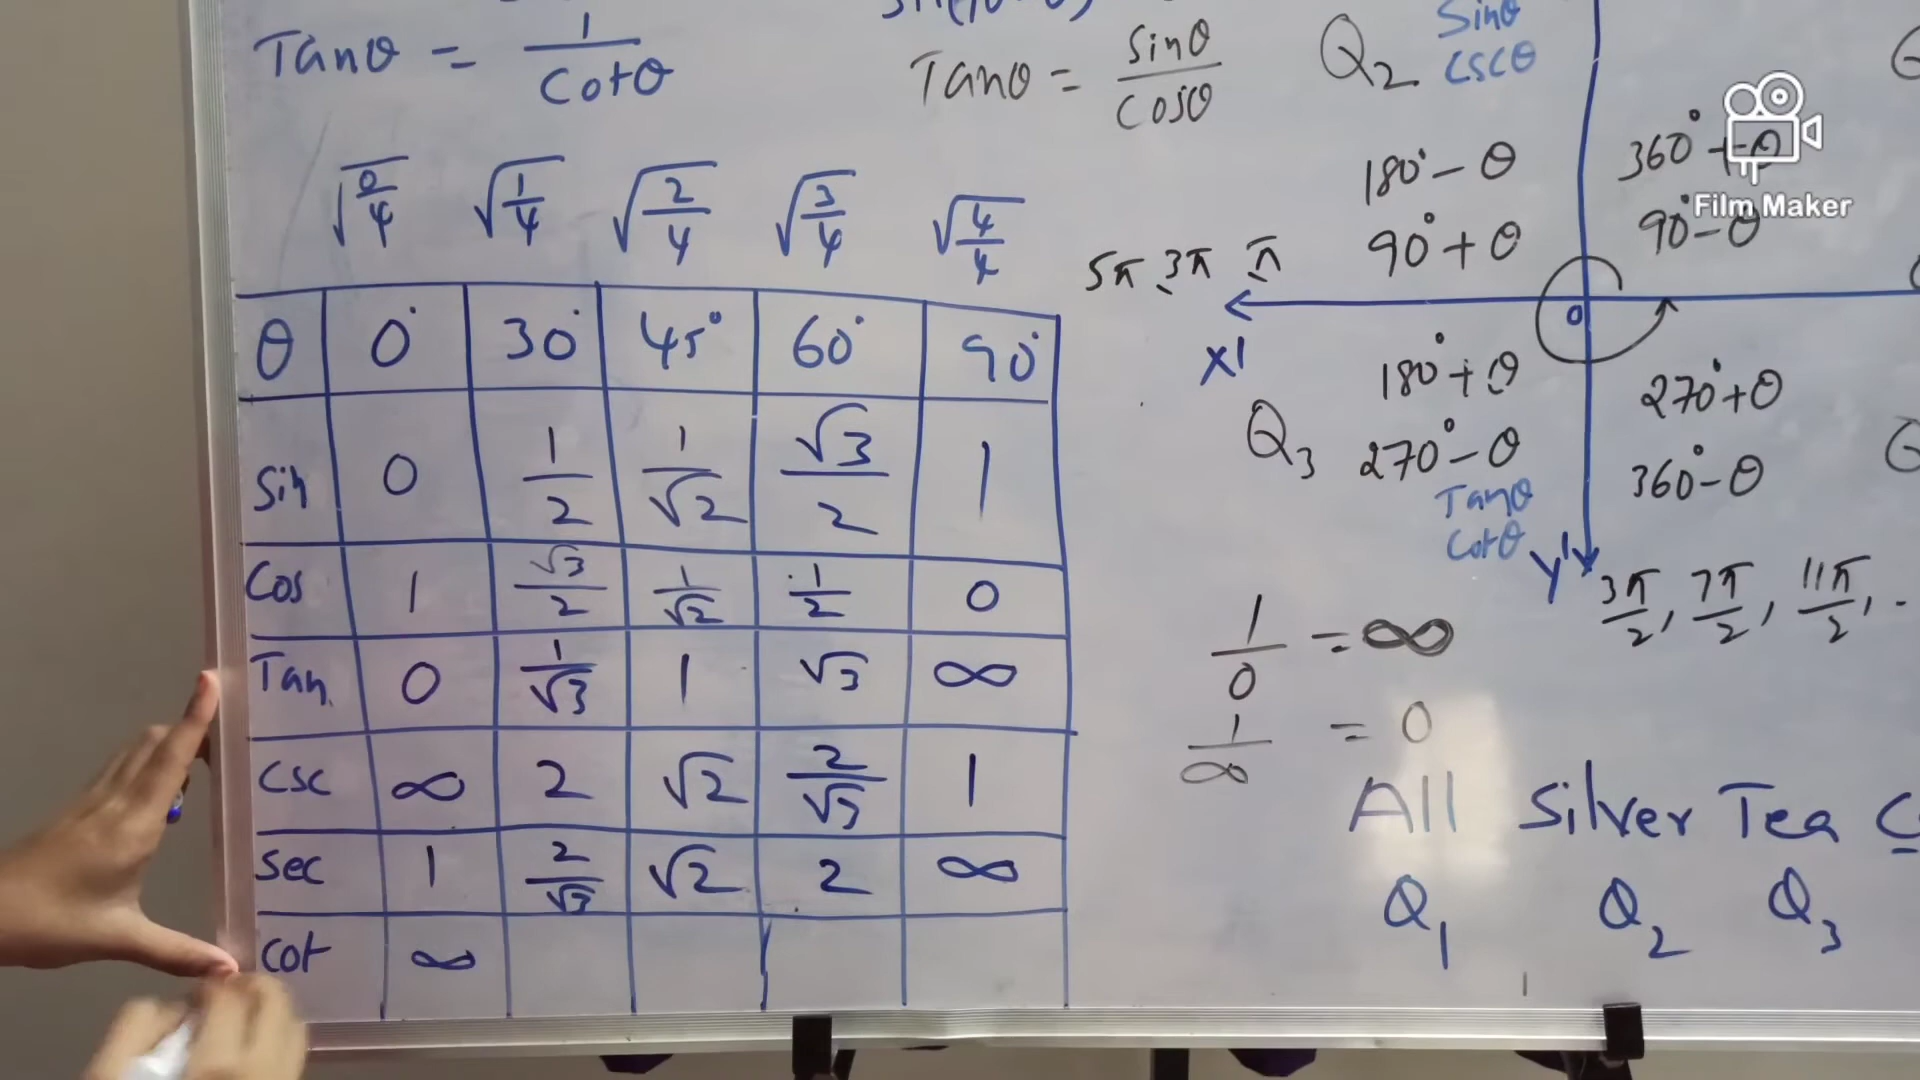 Tanθ = 1/Cotθ
Tanθ = Sinθ/Cosθ
√0/4 √1/4 √2/4 √3/4 √4/4
θ 0° 30° 45° 60° 90°
Sin 0 1/2 1/√2 √3/2 1
Cos 1 √3/2 1/√2 1/2 0
Tan 0 1/√3 1 √3 ∞
Csc ∞ 2 √2 2/√3 1
Sec 1 2/√3 √2 2 ∞
Cot ∞
Q2 Sinθ
Cscθ
180° - θ
90° + θ
90° - θ
Film Maker
5π, 3π, π
0
X'
180° + θ
270° + θ
Q3 270° - θ
360° - θ
Tanθ
Cotθ
Y'
3π/2, 7π/2, 11π/2, ..
1/0 = ∞
1/∞ = 0
All Silver Tea
Q1 Q2 Q3